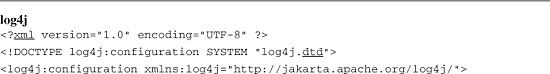 log4j
<?xml version="1.0" encoding="UTF-8" ?>
<!DOCTYPE log4j:configuration SYSTEM "log4j.dtd">
<log4j:configuration xmlns:log4j="http://jakarta.apache.org/log4j/">